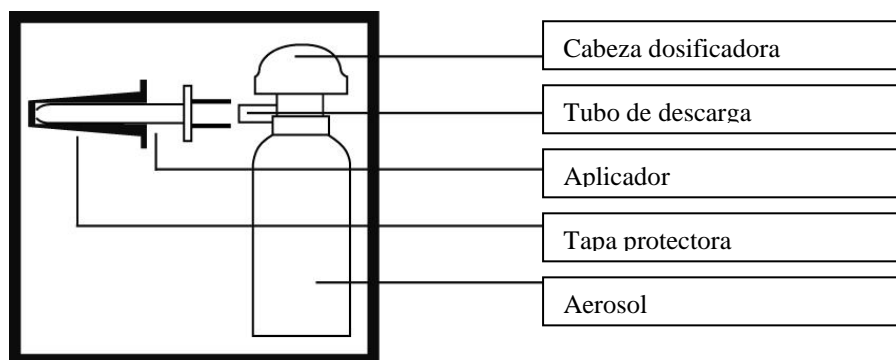 Cabeza dosificadora
Tubo de descarga
Aplicador
Tapa protectora
Aerosol